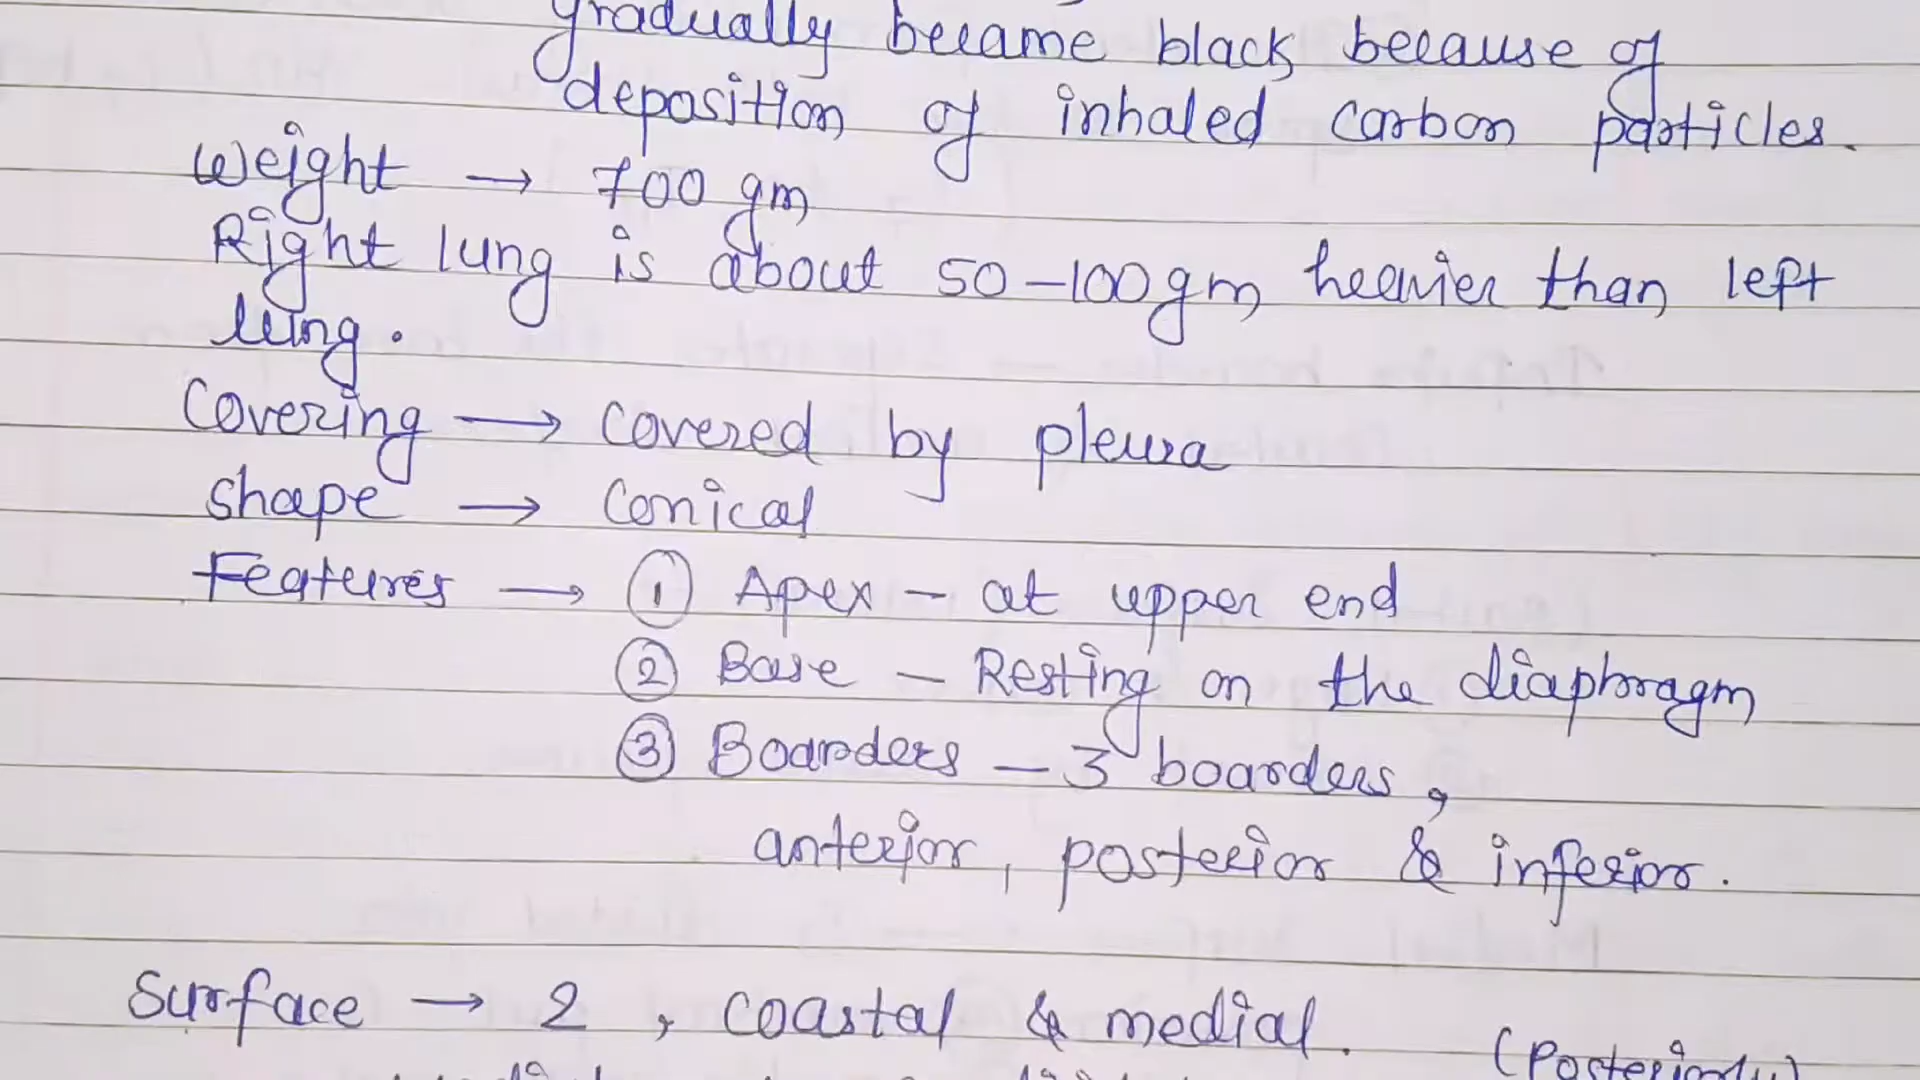 gradually became black because of
deposition of inhaled carbon particles.
Weight → 700 gm
Right lung is about 50-100gm heavier than left
lung.
Covering → covered by pleura
shape → Conical
Features → ① Apex - at upper end
② Base - Resting on the diaphragm
③ Boarders - 3 boarders,
anterior, posterior & inferior.
Surface → 2, coastal & medial.
(Posteriorly)